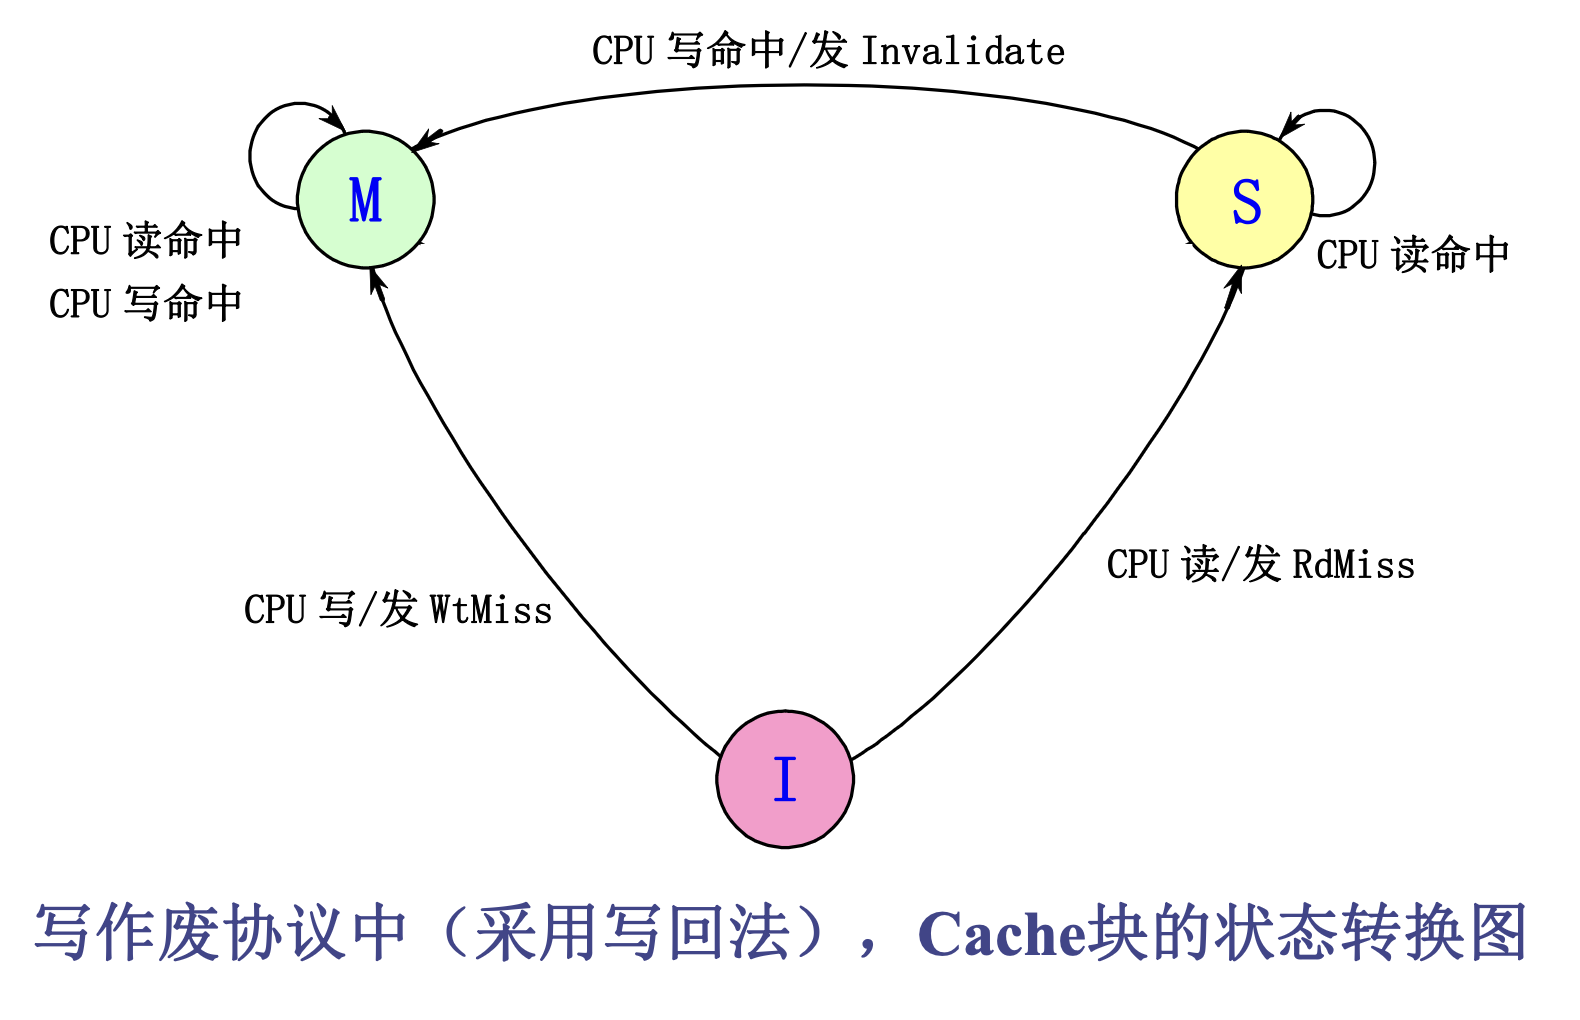 CPU 写命中/发 Invalidate
M
S
CPU 读命中
CPU 写命中
CPU 读命中
CPU 写/发 WtMiss
CPU 读/发 RdMiss
I
写作废协议中（采用写回法），Cache块的状态转换图